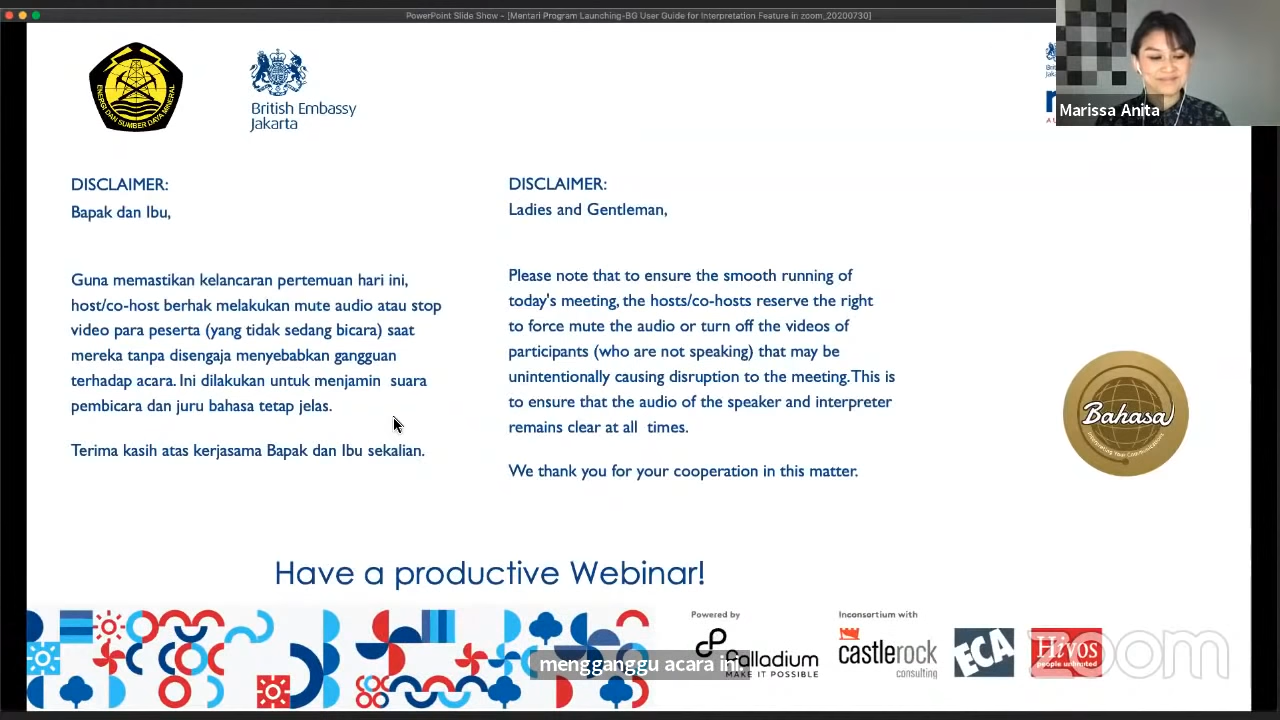 PowerPoint Slide Show - [Mentari Program Launching-BG User Guide for Interpretation Feature in zoom_20200730]
ENERGI DAN SUMBER DAYA MINERAL
British Embassy
Jakarta
Marissa Anita
DISCLAIMER:
Bapak dan Ibu,
Guna memastikan kelancaran pertemuan hari ini,
host/co-host berhak melakukan mute audio atau stop
video para peserta (yang tidak sedang bicara) saat
mereka tanpa disengaja menyebabkan gangguan
terhadap acara. Ini dilakukan untuk menjamin suara
pembicara dan juru bahasa tetap jelas.
Terima kasih atas kerjasama Bapak dan Ibu sekalian.
DISCLAIMER:
Ladies and Gentleman,
Please note that to ensure the smooth running of
today's meeting, the hosts/co-hosts reserve the right
to force mute the audio or turn off the videos of
participants (who are not speaking) that may be
unintentionally causing disruption to the meeting. This is
to ensure that the audio of the speaker and interpreter
remains clear at all times.
We thank you for your cooperation in this matter.
Bahasa
Interpreting Your Communications
Have a productive Webinar!
Powered by
palladium
MAKE IT POSSIBLE
Inconsortium with
castlerock
consulting
ECA
Hivos
people unlimited
zoom
mengganggu acara ini.